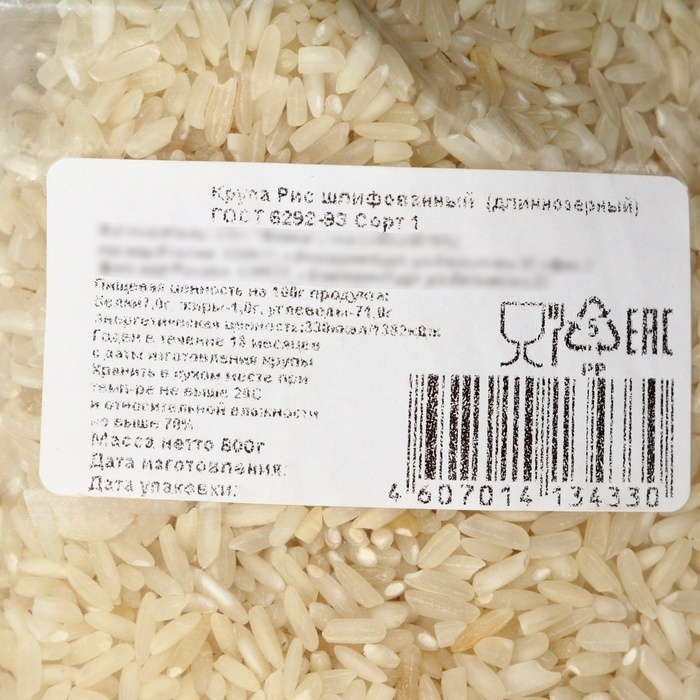 Крупа Рис шлифованный (длиннозерный)
ГОСТ 6292-93 Сорт 1
Пищевая ценность на 100г продукта:
Белки7,0г. жиры-1,0г, углеводы-71,0г
Энергетическая ценность:338ккал/1382кДж
Годен в течение 18 месяцев
с даты изготовления крупы
Хранить в сухом месте при
темп-ре не выше 20С
и относительной влажности
не выше 70%
Масса нетто 800г
Дата изготовления:
Дата упаковки:
5
PP
EAC
4 607014 134330